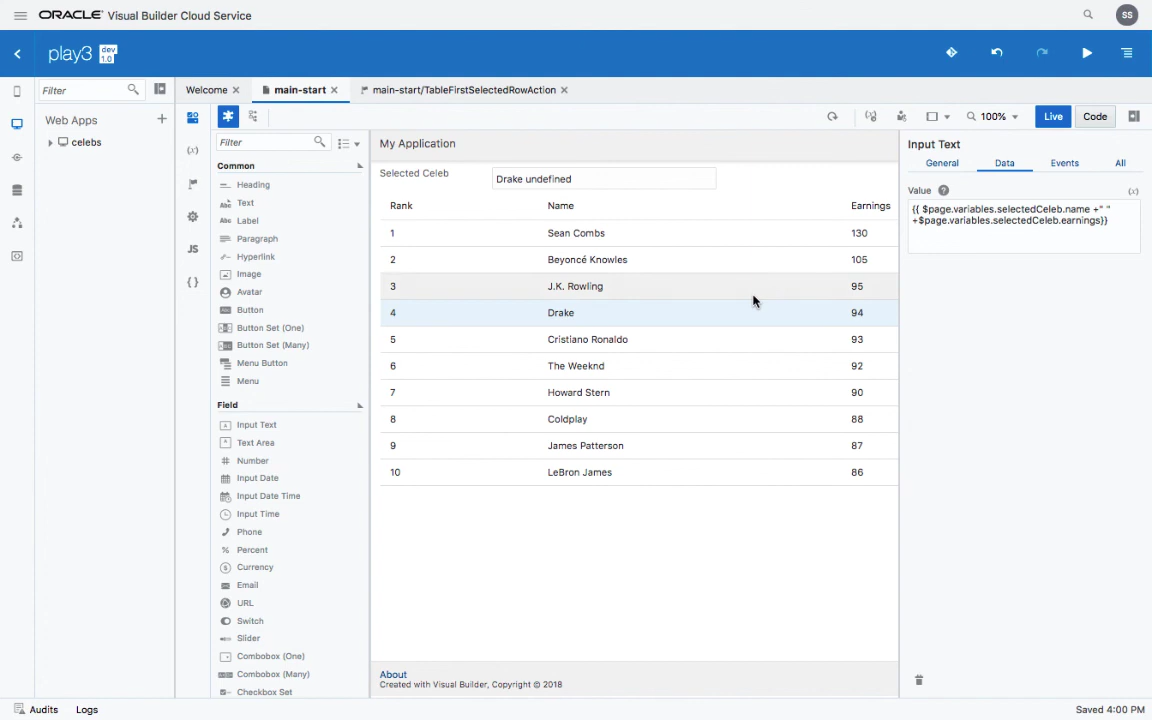 ORACLE® Visual Builder Cloud Service
SS
play3 dev 1.0
Filter
Welcome
main-start
main-start/TableFirstSelectedRowAction
Web Apps
celebs
(x)
JS
{ }
100%
Live
Code
Filter
Common
Heading
Abc Text
Abc Label
Paragraph
Hyperlink
Image
Avatar
Button
Button Set (One)
Button Set (Many)
Menu Button
Menu
Field
Input Text
Text Area
# Number
Input Date
Input Date Time
Input Time
Phone
% Percent
Currency
Email
URL
Switch
Slider
Combobox (One)
Combobox (Many)
Checkbox Set
My Application
Selected Celeb
Drake undefined
Rank Name Earnings
1 Sean Combs 130
2 Beyoncé Knowles 105
3 J.K. Rowling 95
4 Drake 94
5 Cristiano Ronaldo 93
6 The Weeknd 92
7 Howard Stern 90
8 Coldplay 88
9 James Patterson 87
10 LeBron James 86
About
Created with Visual Builder, Copyright © 2018
Input Text
General Data Events All
Value ? (x)
{{ $page.variables.selectedCeleb.name +" "
+$page.variables.selectedCeleb.earnings}}
Audits
Logs
Saved 4:00 PM